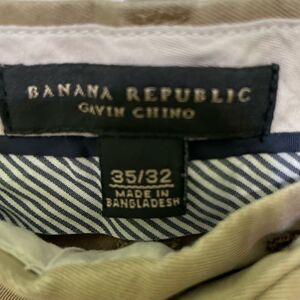 BANANA REPUBLIC
GAVIN CHINO
35/32
MADE IN
BANGLADESH